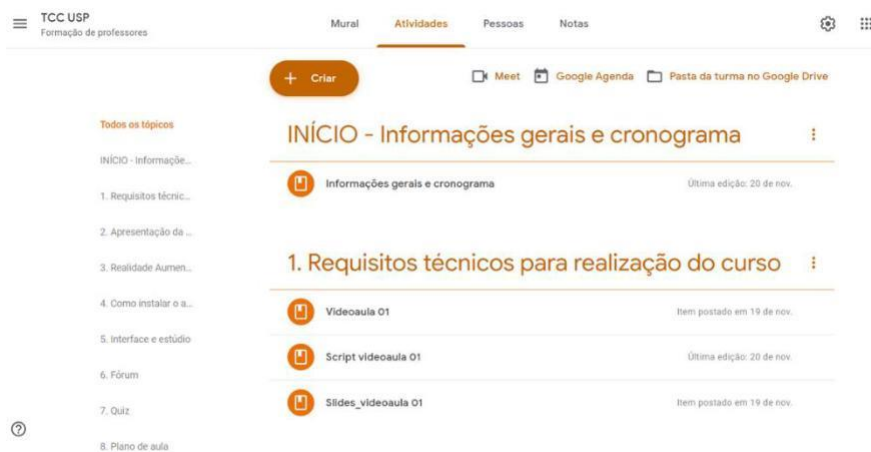 TCC USP
Formação de professores
Mural Atividades Pessoas Notas
+ Criar
Meet Google Agenda Pasta da turma no Google Drive
Todos os tópicos
INÍCIO - Informaçõe...
1. Requisitos técnic...
2. Apresentação da ...
3. Realidade Aumen...
4. Como instalar o a...
5. Interface e estúdio
6. Fórum
7. Quiz
8. Plano de aula
INÍCIO - Informações gerais e cronograma
Informações gerais e cronograma Última edição: 20 de nov.
1. Requisitos técnicos para realização do curso
Videoaula 01 Item postado em 19 de nov.
Script videoaula 01 Última edição: 20 de nov.
Slides_videoaula 01 Item postado em 19 de nov.